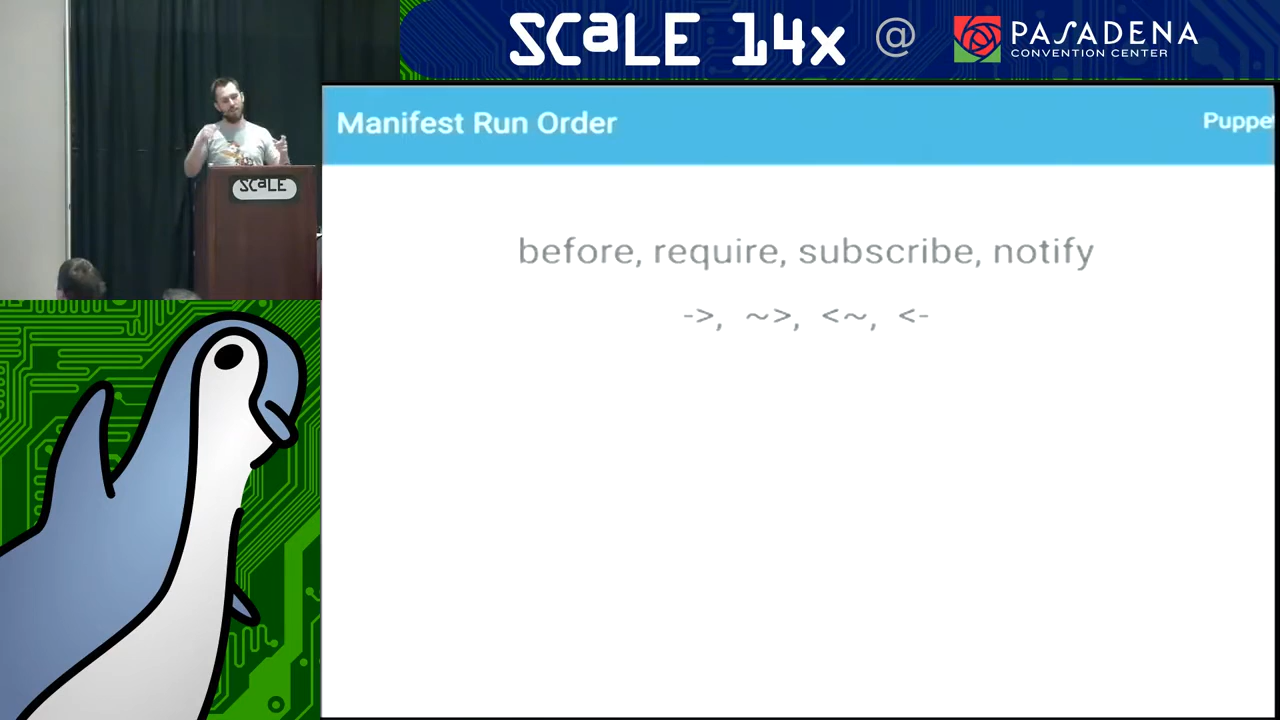 SCALE 14x @ PASADENA
CONVENTION CENTER
SCALE
Manifest Run Order
Puppe
before, require, subscribe, notify
->, ~>, <~, <-